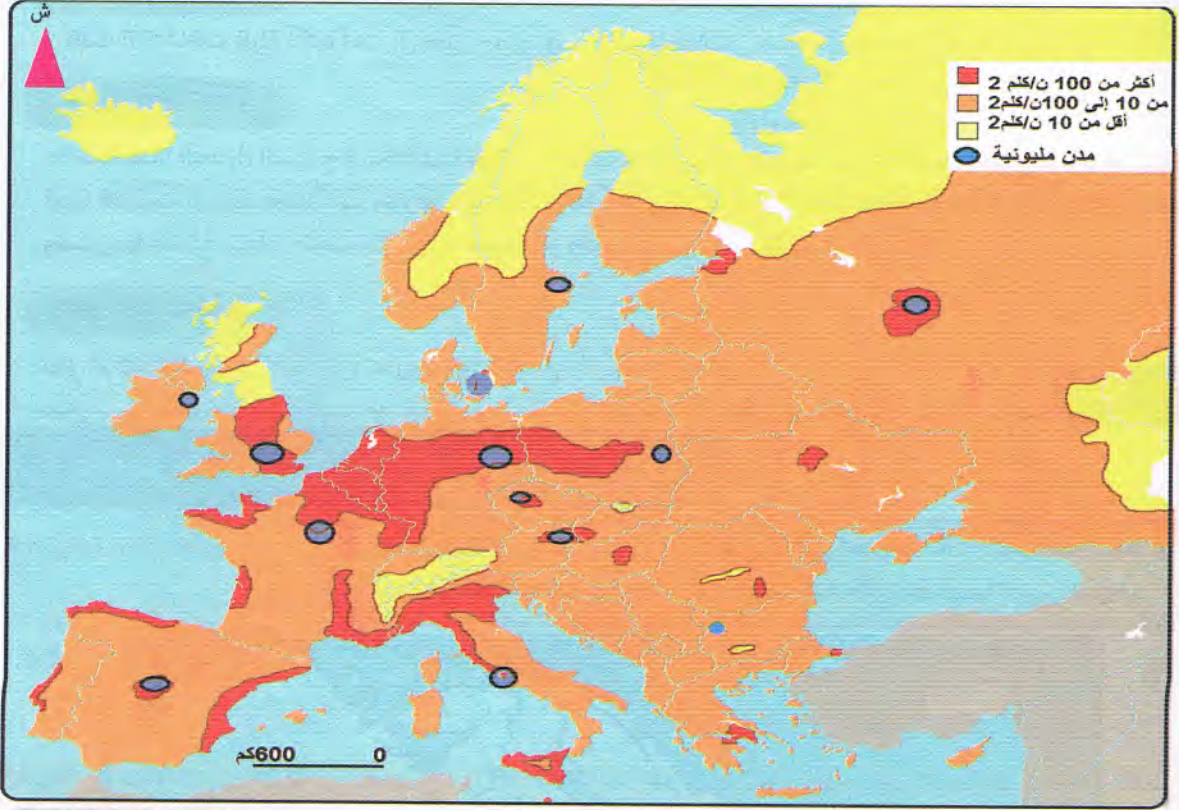 ش
أكثر من 100 ن/كلم 2
من 10 إلى 100ن/كلم2
أقل من 10 ن/كلم2
مدن مليونية
600كم 0